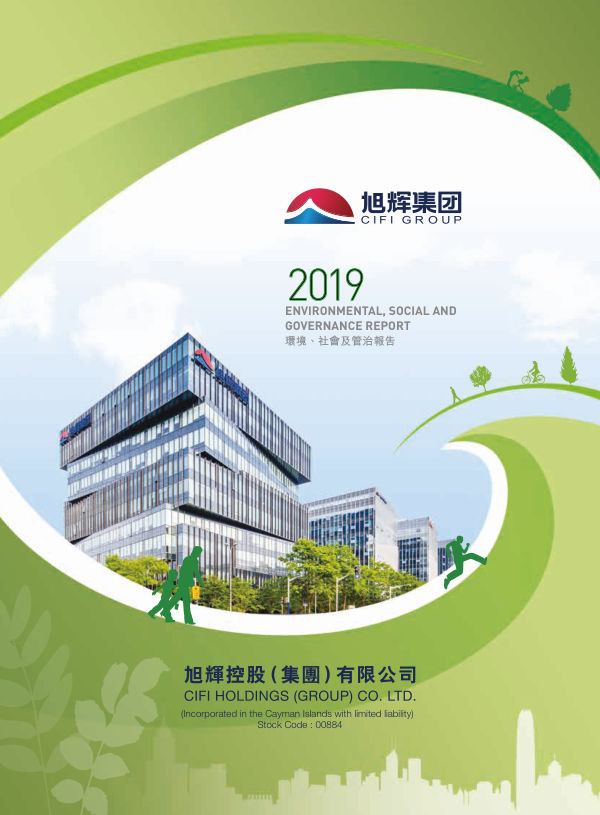 旭辉集团
CIFI GROUP
2019
ENVIRONMENTAL, SOCIAL AND
GOVERNANCE REPORT
環境、社會及管治報告
旭輝控股（集團）有限公司
CIFI HOLDINGS (GROUP) CO. LTD.
(Incorporated in the Cayman Islands with limited liability)
Stock Code : 00884